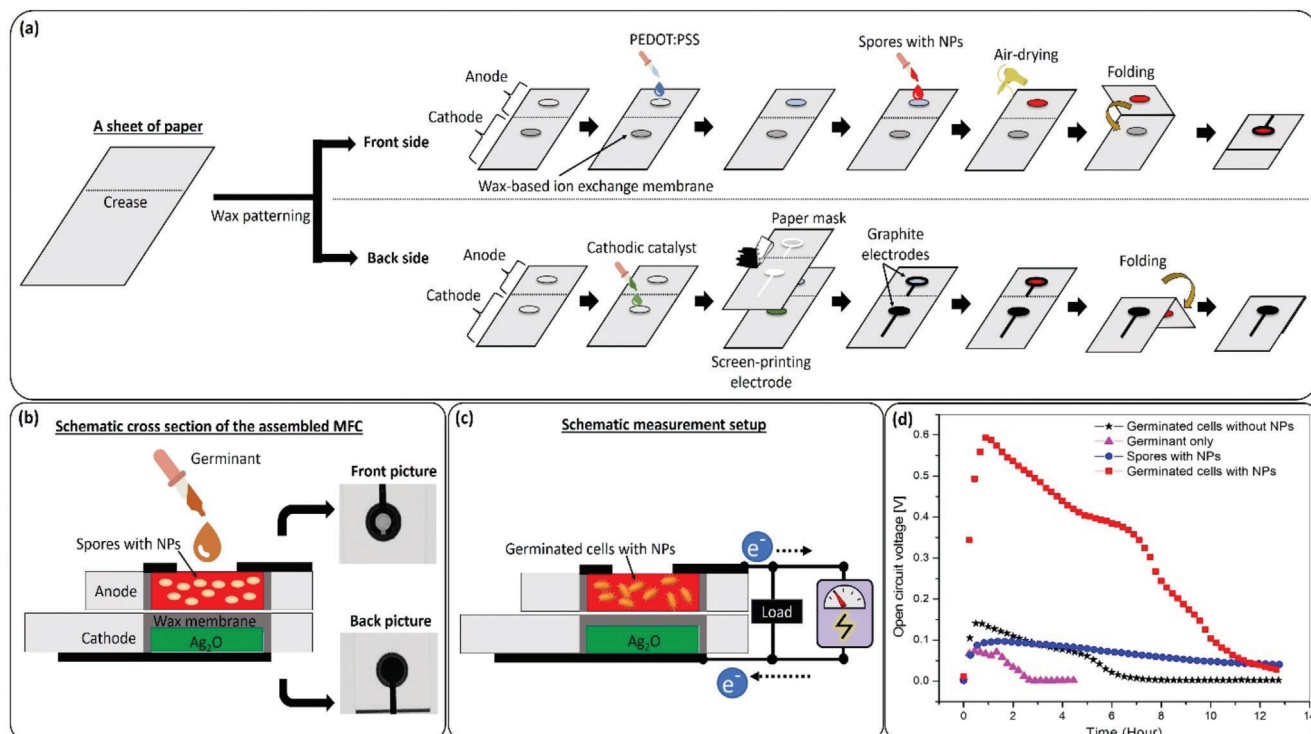 (a)
A sheet of paper
Crease
Wax patterning
Front side
Anode
Cathode
PEDOT:PSS
Wax-based ion exchange membrane
Spores with NPs
Air-drying
Folding
Back side
Anode
Cathode
Cathodic catalyst
Paper mask
Screen-printing
electrode
Graphite
electrodes
Folding
(b)
Schematic cross section of the assembled MFC
Germinant
Spores with NPs
Anode
Wax membrane
Cathode
Ag2O
Front picture
Back picture
(c)
Schematic measurement setup
Germinated cells with NPs
e-
Load
Ag2O
e-
(d)
Germinated cells without NPs
Germinant only
Spores with NPs
Germinated cells with NPs
Open circuit voltage [V]
0.6
0.5
0.4
0.3
0.2
0.1
0.0
0 2 4 6 8 10 12 14
Time (Hour)